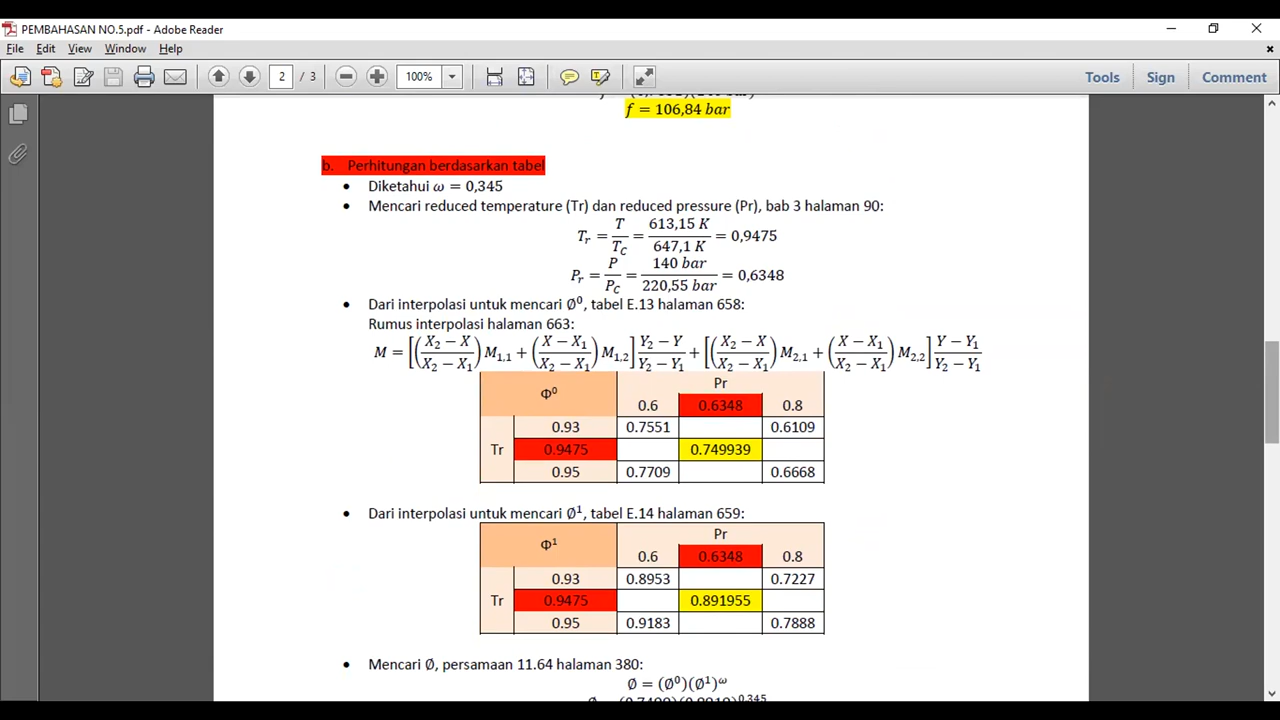 PEMBAHASAN NO.5.pdf - Adobe Reader
File Edit View Window Help
2 / 3 100% Tools Sign Comment
f = 106,84 bar
b. Perhitungan berdasarkan tabel
• Diketahui ω = 0,345
• Mencari reduced temperature (Tr) dan reduced pressure (Pr), bab 3 halaman 90:
T_r = T/T_C = 613,15 K / 647,1 K = 0,9475
P_r = P/P_C = 140 bar / 220,55 bar = 0,6348
• Dari interpolasi untuk mencari Ø⁰, tabel E.13 halaman 658:
Rumus interpolasi halaman 663:
M = [((X₂ − X)/(X₂ − X₁)) M₁,₁ + ((X − X₁)/(X₂ − X₁)) M₁,₂] (Y₂ − Y)/(Y₂ − Y₁) + [((X₂ − X)/(X₂ − X₁)) M₂,₁ + ((X − X₁)/(X₂ − X₁)) M₂,₂] (Y − Y₁)/(Y₂ − Y₁)
Φ⁰ Pr
0.6 0.6348 0.8
0.93 0.7551 0.6109
Tr 0.9475 0.749939
0.95 0.7709 0.6668
• Dari interpolasi untuk mencari Ø¹, tabel E.14 halaman 659:
Φ¹ Pr
0.6 0.6348 0.8
0.93 0.8953 0.7227
Tr 0.9475 0.891955
0.95 0.9183 0.7888
• Mencari Ø, persamaan 11.64 halaman 380:
Ø = (Ø⁰)(Ø¹)^ω